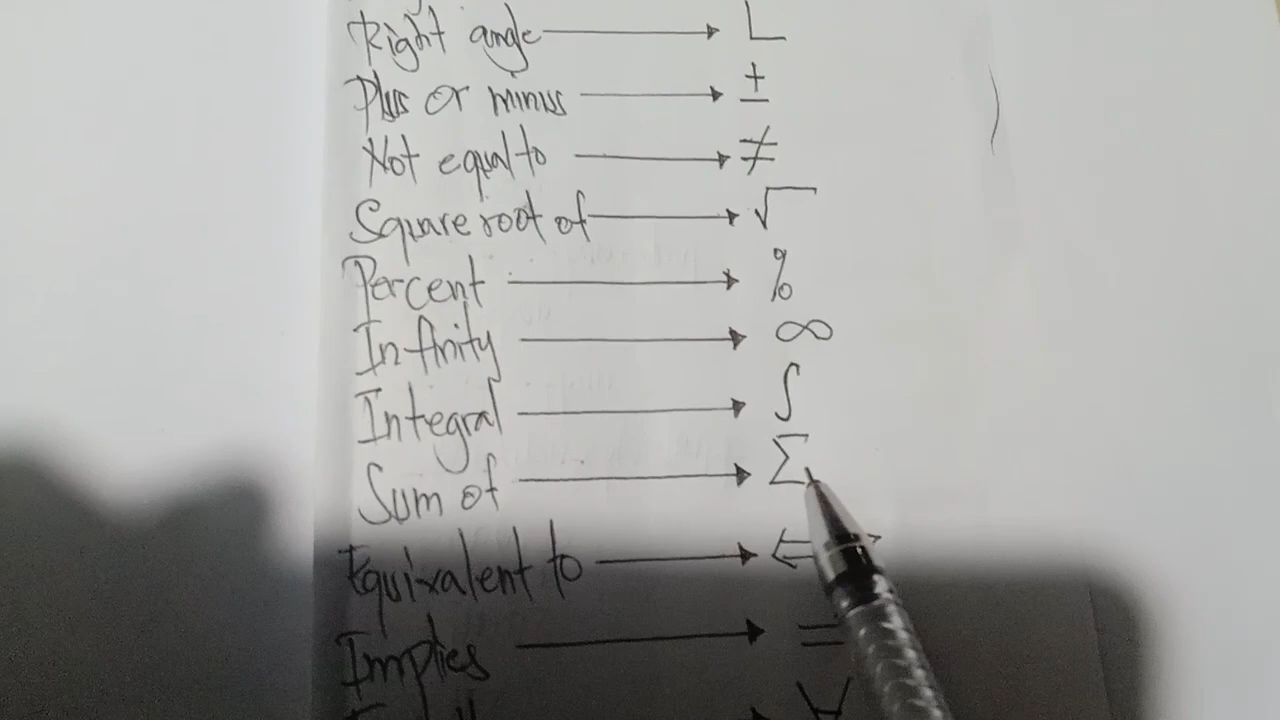 Right angle → ∟
Plus or minus → ±
Not equal to → ≠
Square root of → √
Percent → %
Infinity → ∞
Integral → ∫
Sum of → Σ
Equivalent to → ⇔
Implies →
→ ∀